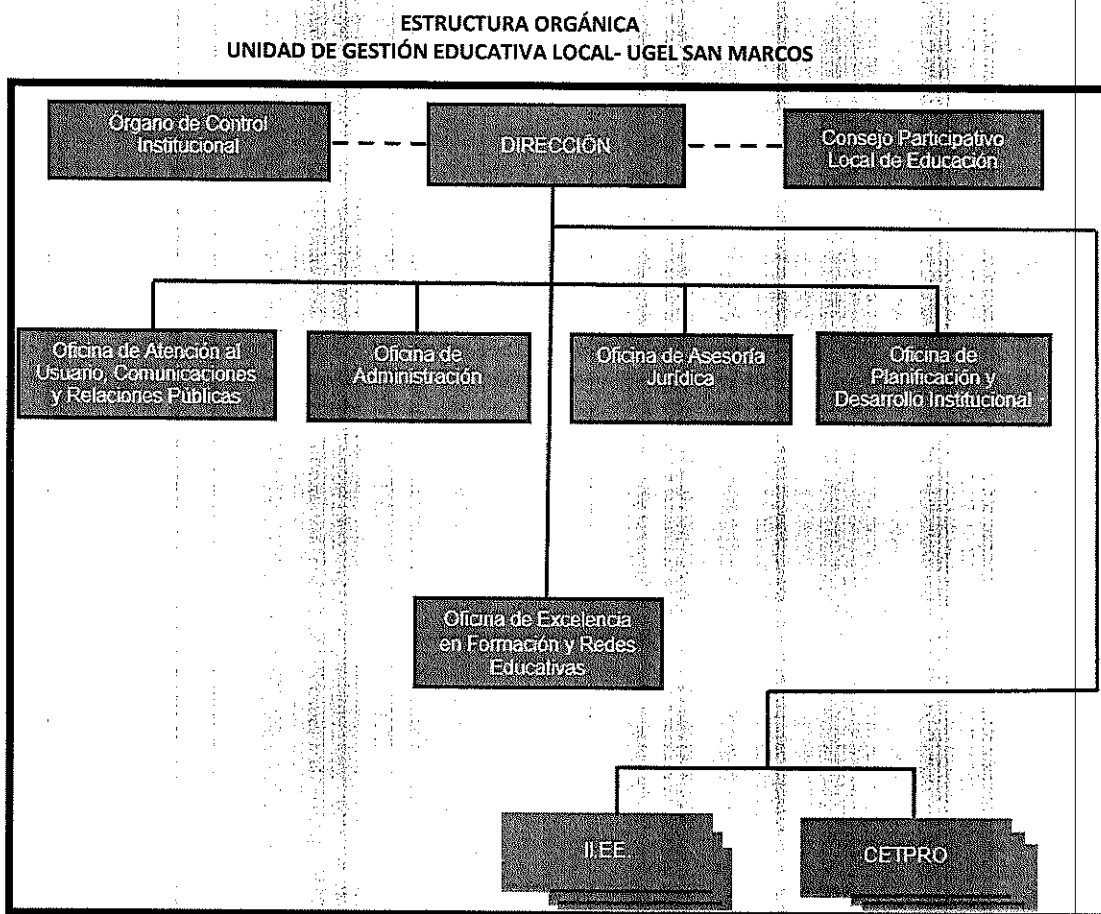 ESTRUCTURA ORGÁNICA
UNIDAD DE GESTIÓN EDUCATIVA LOCAL- UGEL SAN MARCOS
Órgano de Control
Institucional
DIRECCIÓN
Consejo Participativo
Local de Educación
Oficina de Atención al
Usuario, Comunicaciones
y Relaciones Públicas
Oficina de
Administración
Oficina de Asesoría
Jurídica
Oficina de
Planificación y
Desarrollo Institucional
Oficina de Excelencia
en Formación y Redes
Educativas
II.EE.
CETPRO